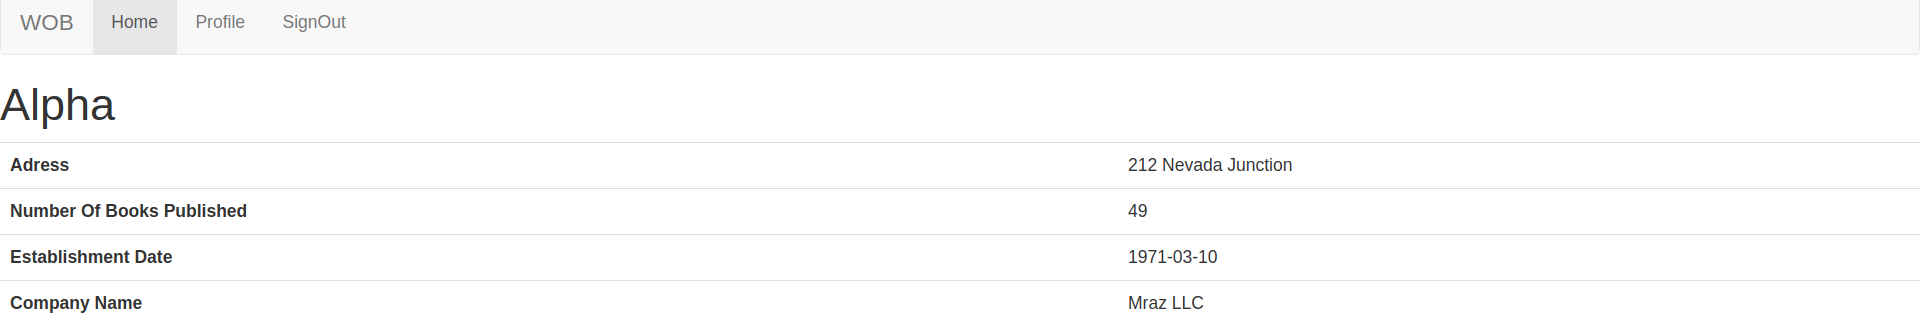 WOB Home Profile SignOut
Alpha
Adress 212 Nevada Junction
Number Of Books Published 49
Establishment Date 1971-03-10
Company Name Mraz LLC